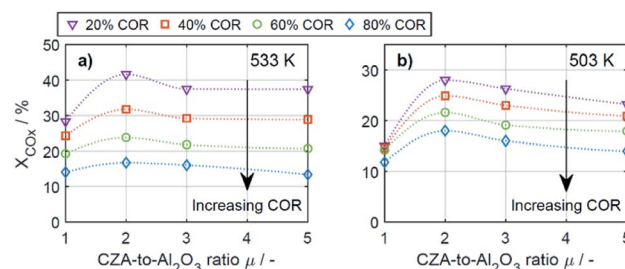 20% COR 40% COR 60% COR 80% COR
a) 533 K
50
40
30
20
10
0
X_COx / %
Increasing COR
1 2 3 4 5
CZA-to-Al₂O₃ ratio μ / -
b) 503 K
30
20
10
0
Increasing COR
1 2 3 4 5
CZA-to-Al₂O₃ ratio μ / -